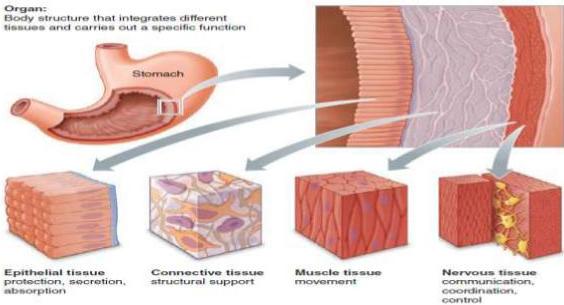 Organ:
Body structure that integrates different
tissues and carries out a specific function
Stomach
Epithelial tissue
protection, secretion,
absorption
Connective tissue
structural support
Muscle tissue
movement
Nervous tissue
communication,
coordination,
control